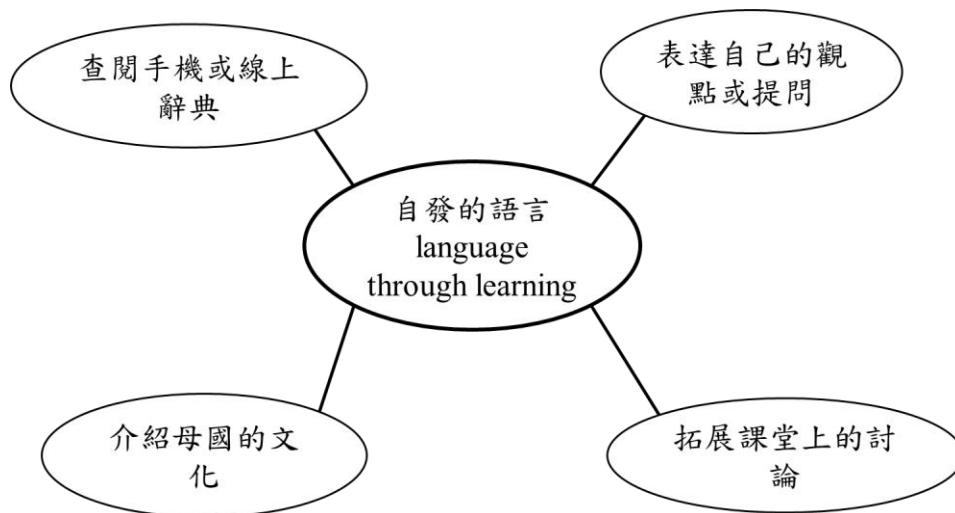 查閱手機或線上
辭典
表達自己的觀
點或提問
自發的語言
language
through learning
介紹母國的文
化
拓展課堂上的討
論